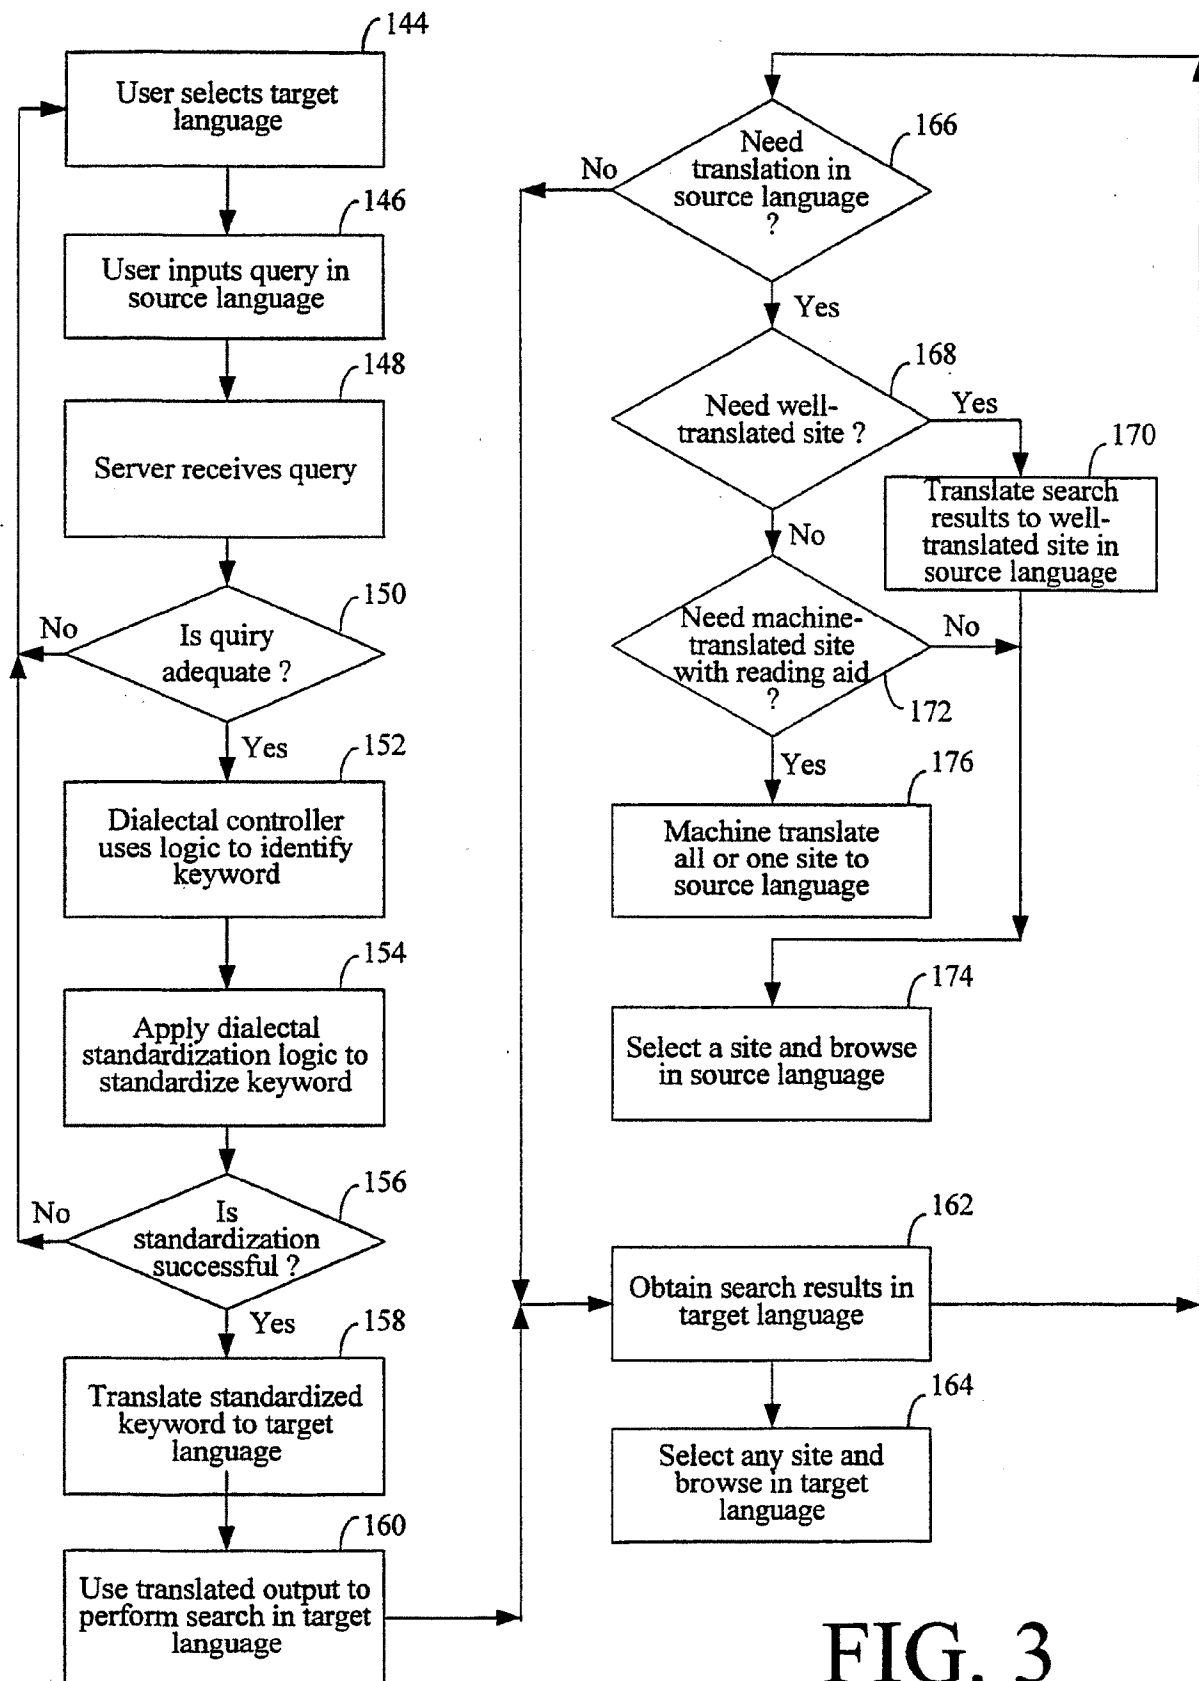 144
User selects target
language
146
User inputs query in
source language
148
Server receives query
150
No
Is quiry
adequate ?
Yes
152
Dialectal controller
uses logic to identify
keyword
154
Apply dialectal
standardization logic to
standardize keyword
156
No
Is
standardization
successful ?
Yes
158
Translate standardized
keyword to target
language
160
Use translated output to
perform search in target
language
166
No
Need
translation in
source language
?
Yes
168
Need well-
translated site ?
Yes
170
Translate search
results to well-
translated site in
source language
No
Need machine-
translated site
with reading aid
?
No
172
Yes
176
Machine translate
all or one site to
source language
174
Select a site and browse
in source language
162
Obtain search results in
target language
164
Select any site and
browse in target
language
FIG. 3